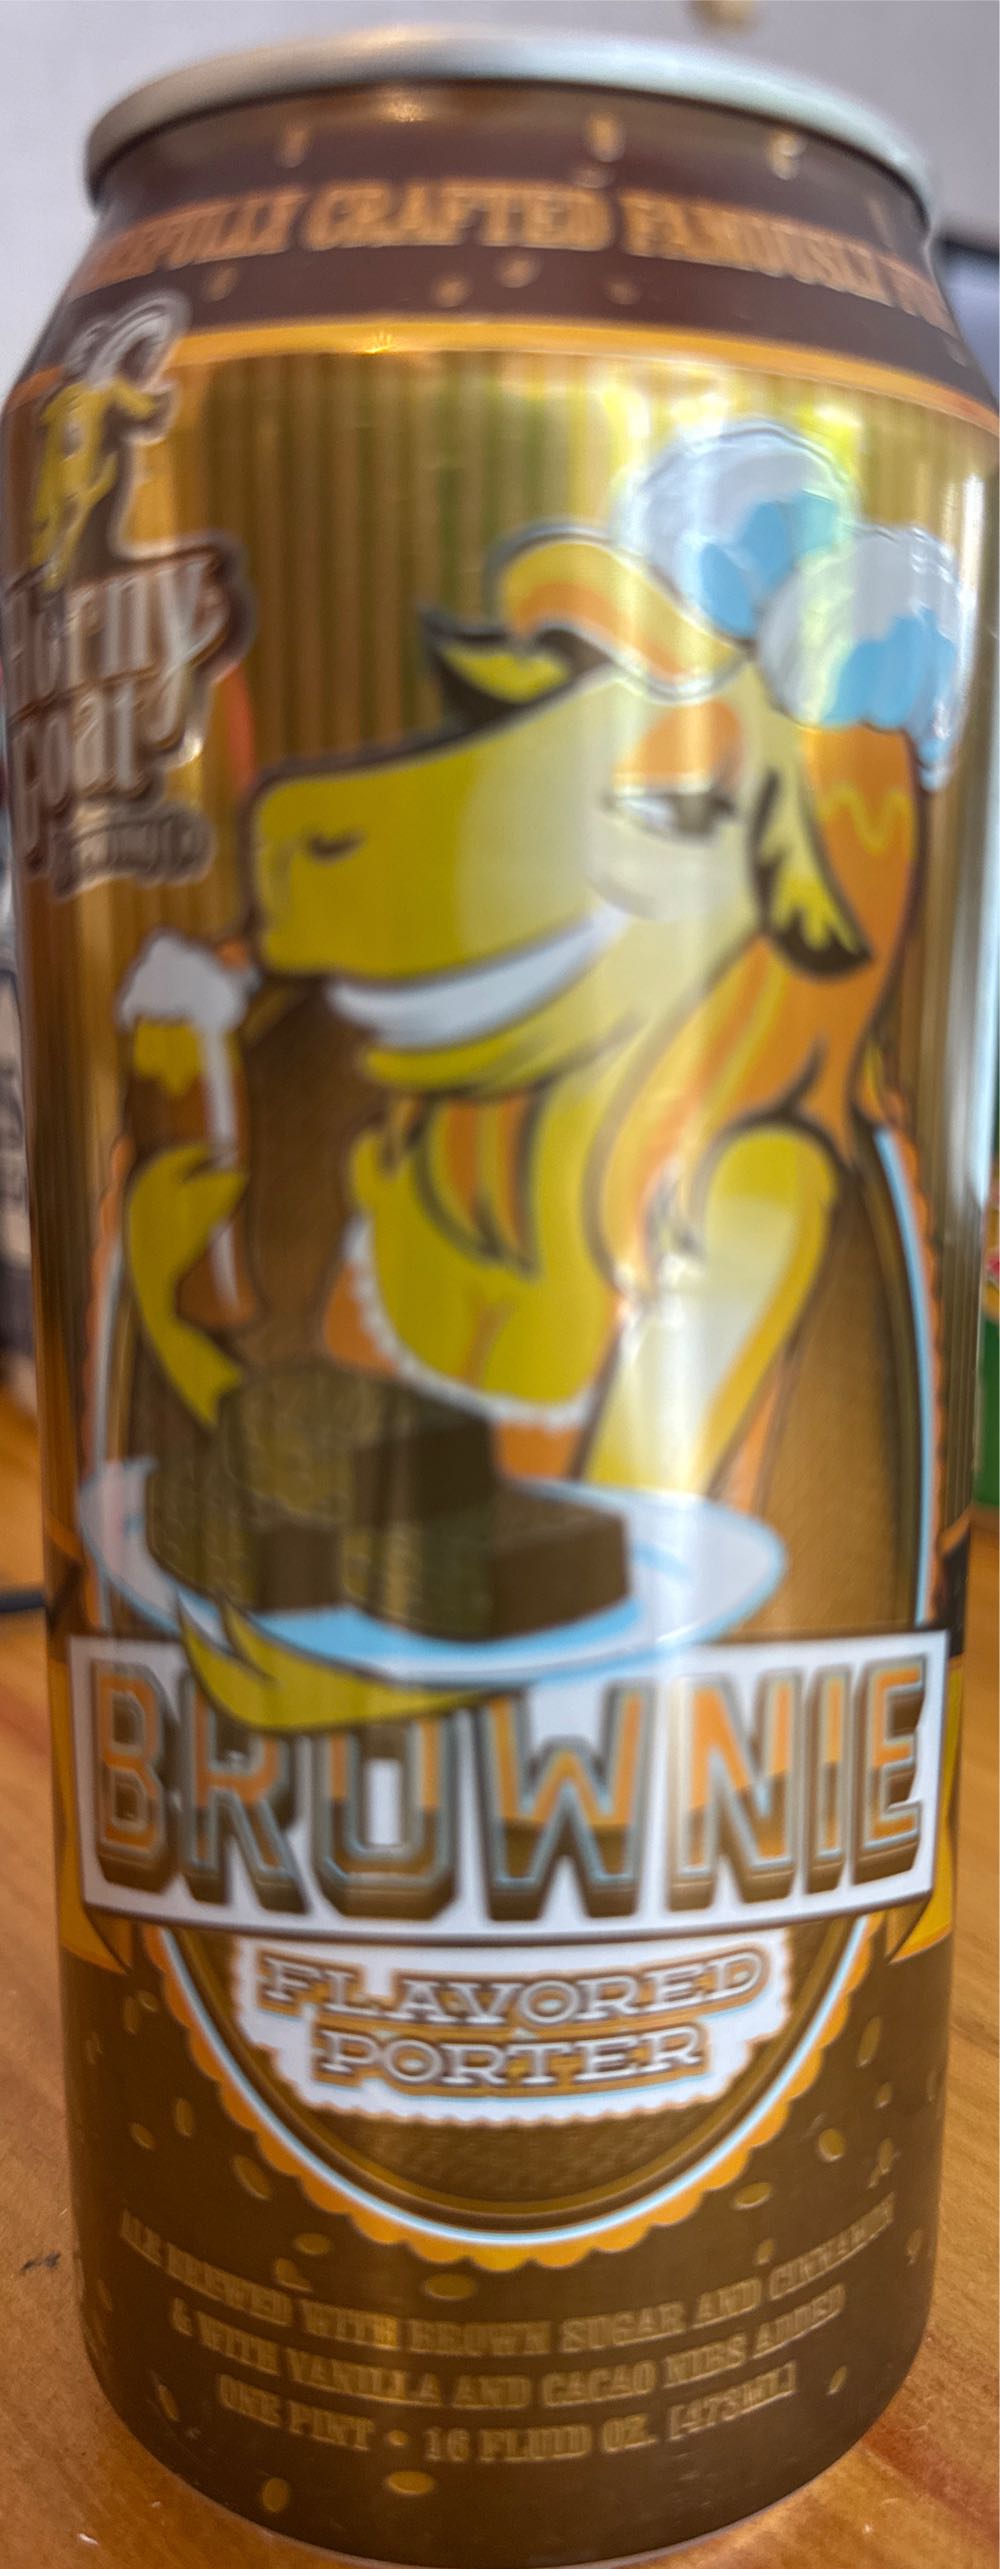 CRAFTED FAMOUSLY
Horny
Goat
BROWNIE
FLAVORED
PORTER
ALE BREWED WITH BROWN SUGAR AND CINNAMON
& WITH VANILLA AND CACAO NIBS ADDED
ONE PINT • 16 FLUID OZ. [473ML]